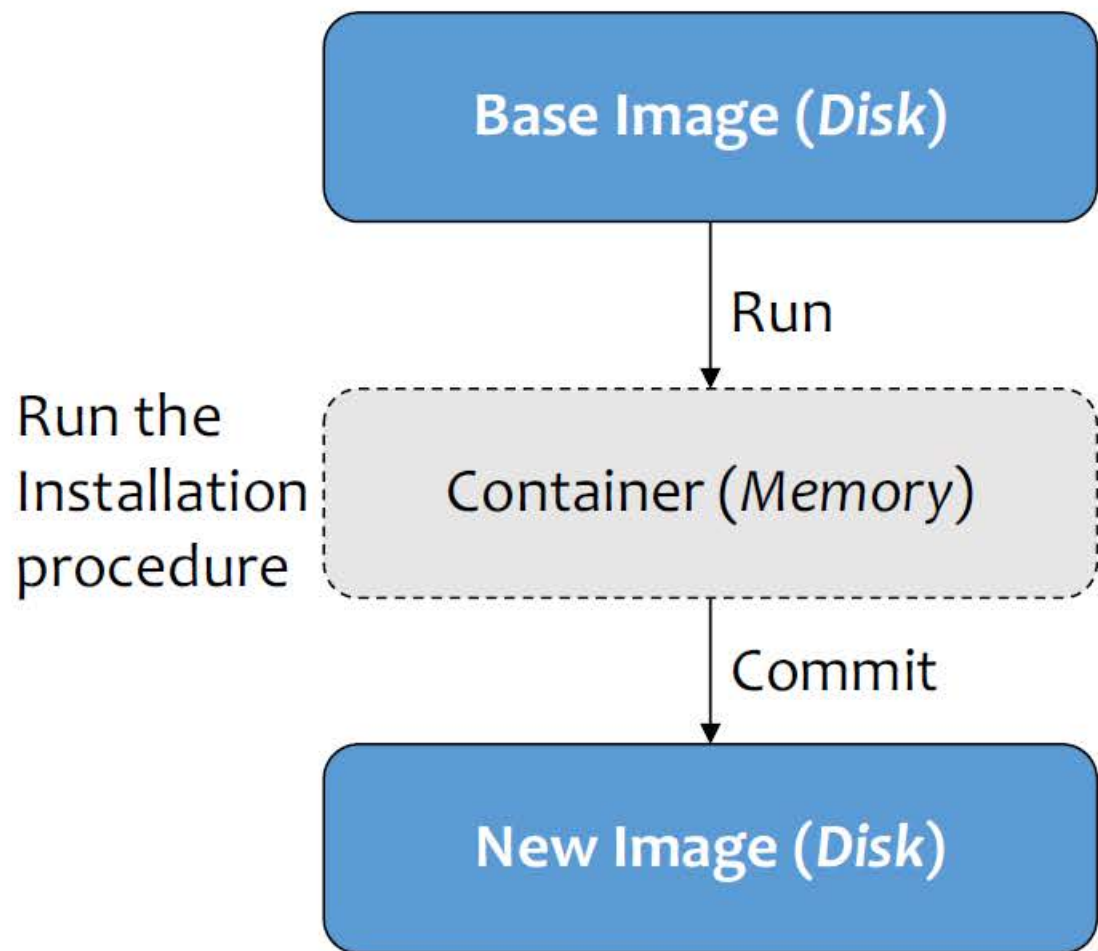 Base Image (Disk)
Run
Run the
Installation
procedure
Container (Memory)
Commit
New Image (Disk)